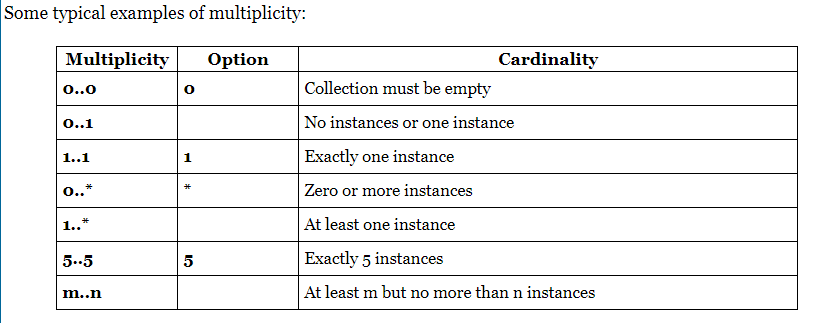 Some typical examples of multiplicity:
Multiplicity Option Cardinality
0..0 0 Collection must be empty
0..1 No instances or one instance
1..1 1 Exactly one instance
0..* * Zero or more instances
1..* At least one instance
5..5 5 Exactly 5 instances
m..n At least m but no more than n instances